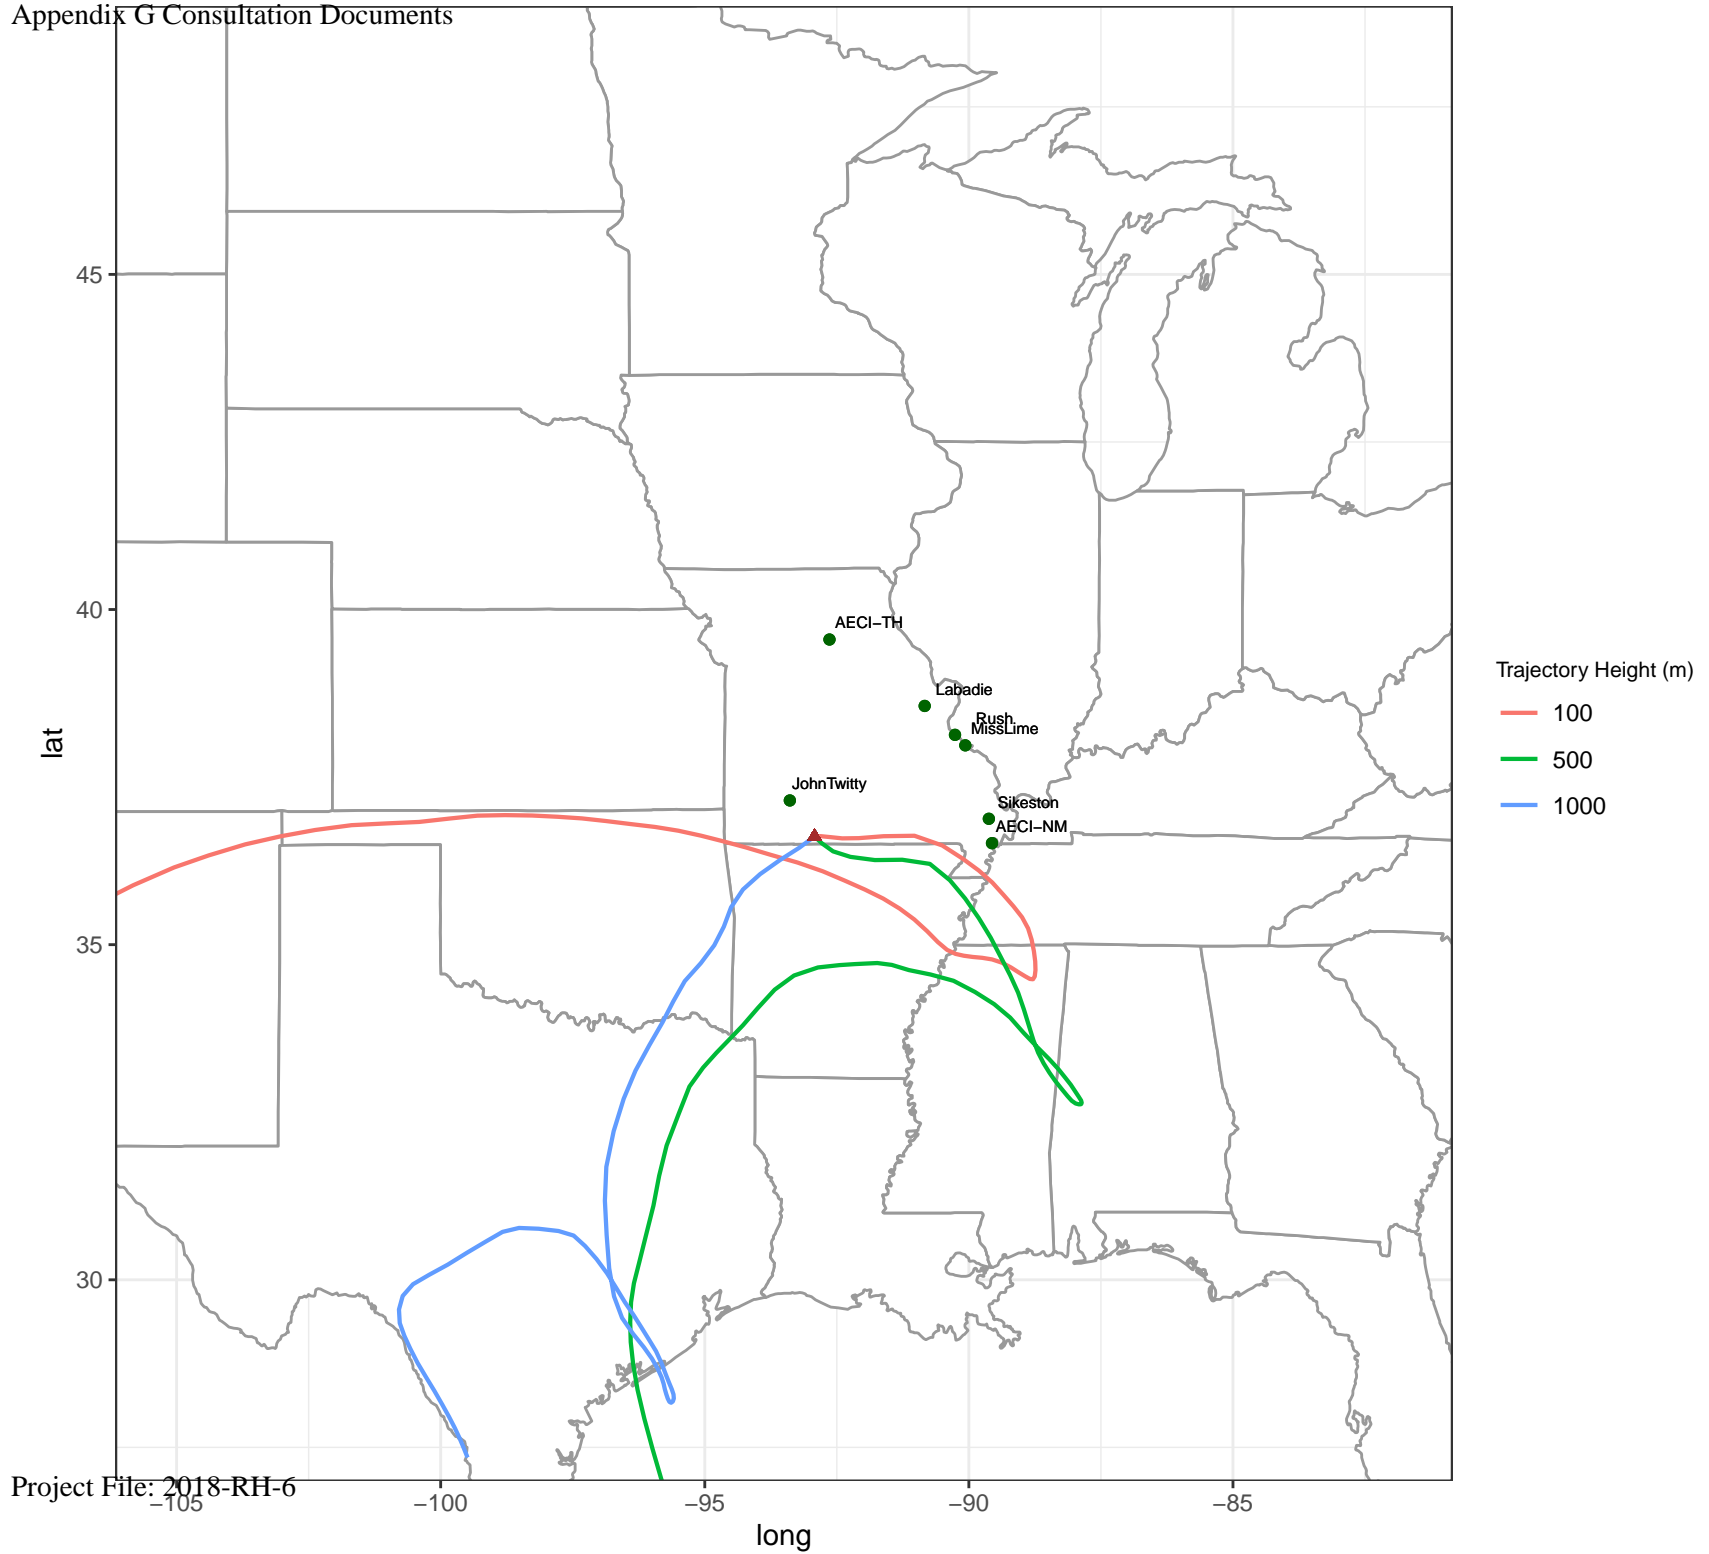 Appendix G Consultation Documents
45
40
35
30
lat
AECI−TH
Labadie
Rush
MissLime
JohnTwitty
Sikeston
AECI−NM
Trajectory Height (m)
100
500
1000
Project File: 2018-RH-6
−105
−100
−95
−90
−85
long